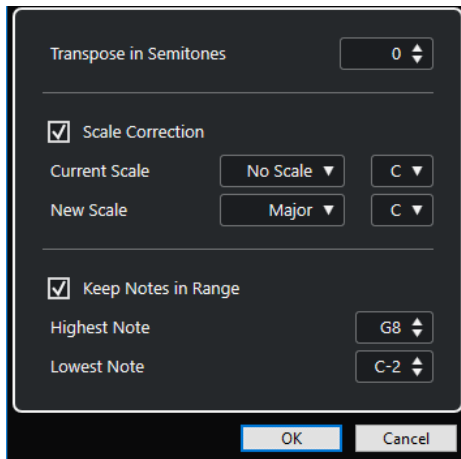 Transpose in Semitones 0
Scale Correction
Current Scale No Scale C
New Scale Major C
Keep Notes in Range
Highest Note G8
Lowest Note C-2
OK Cancel